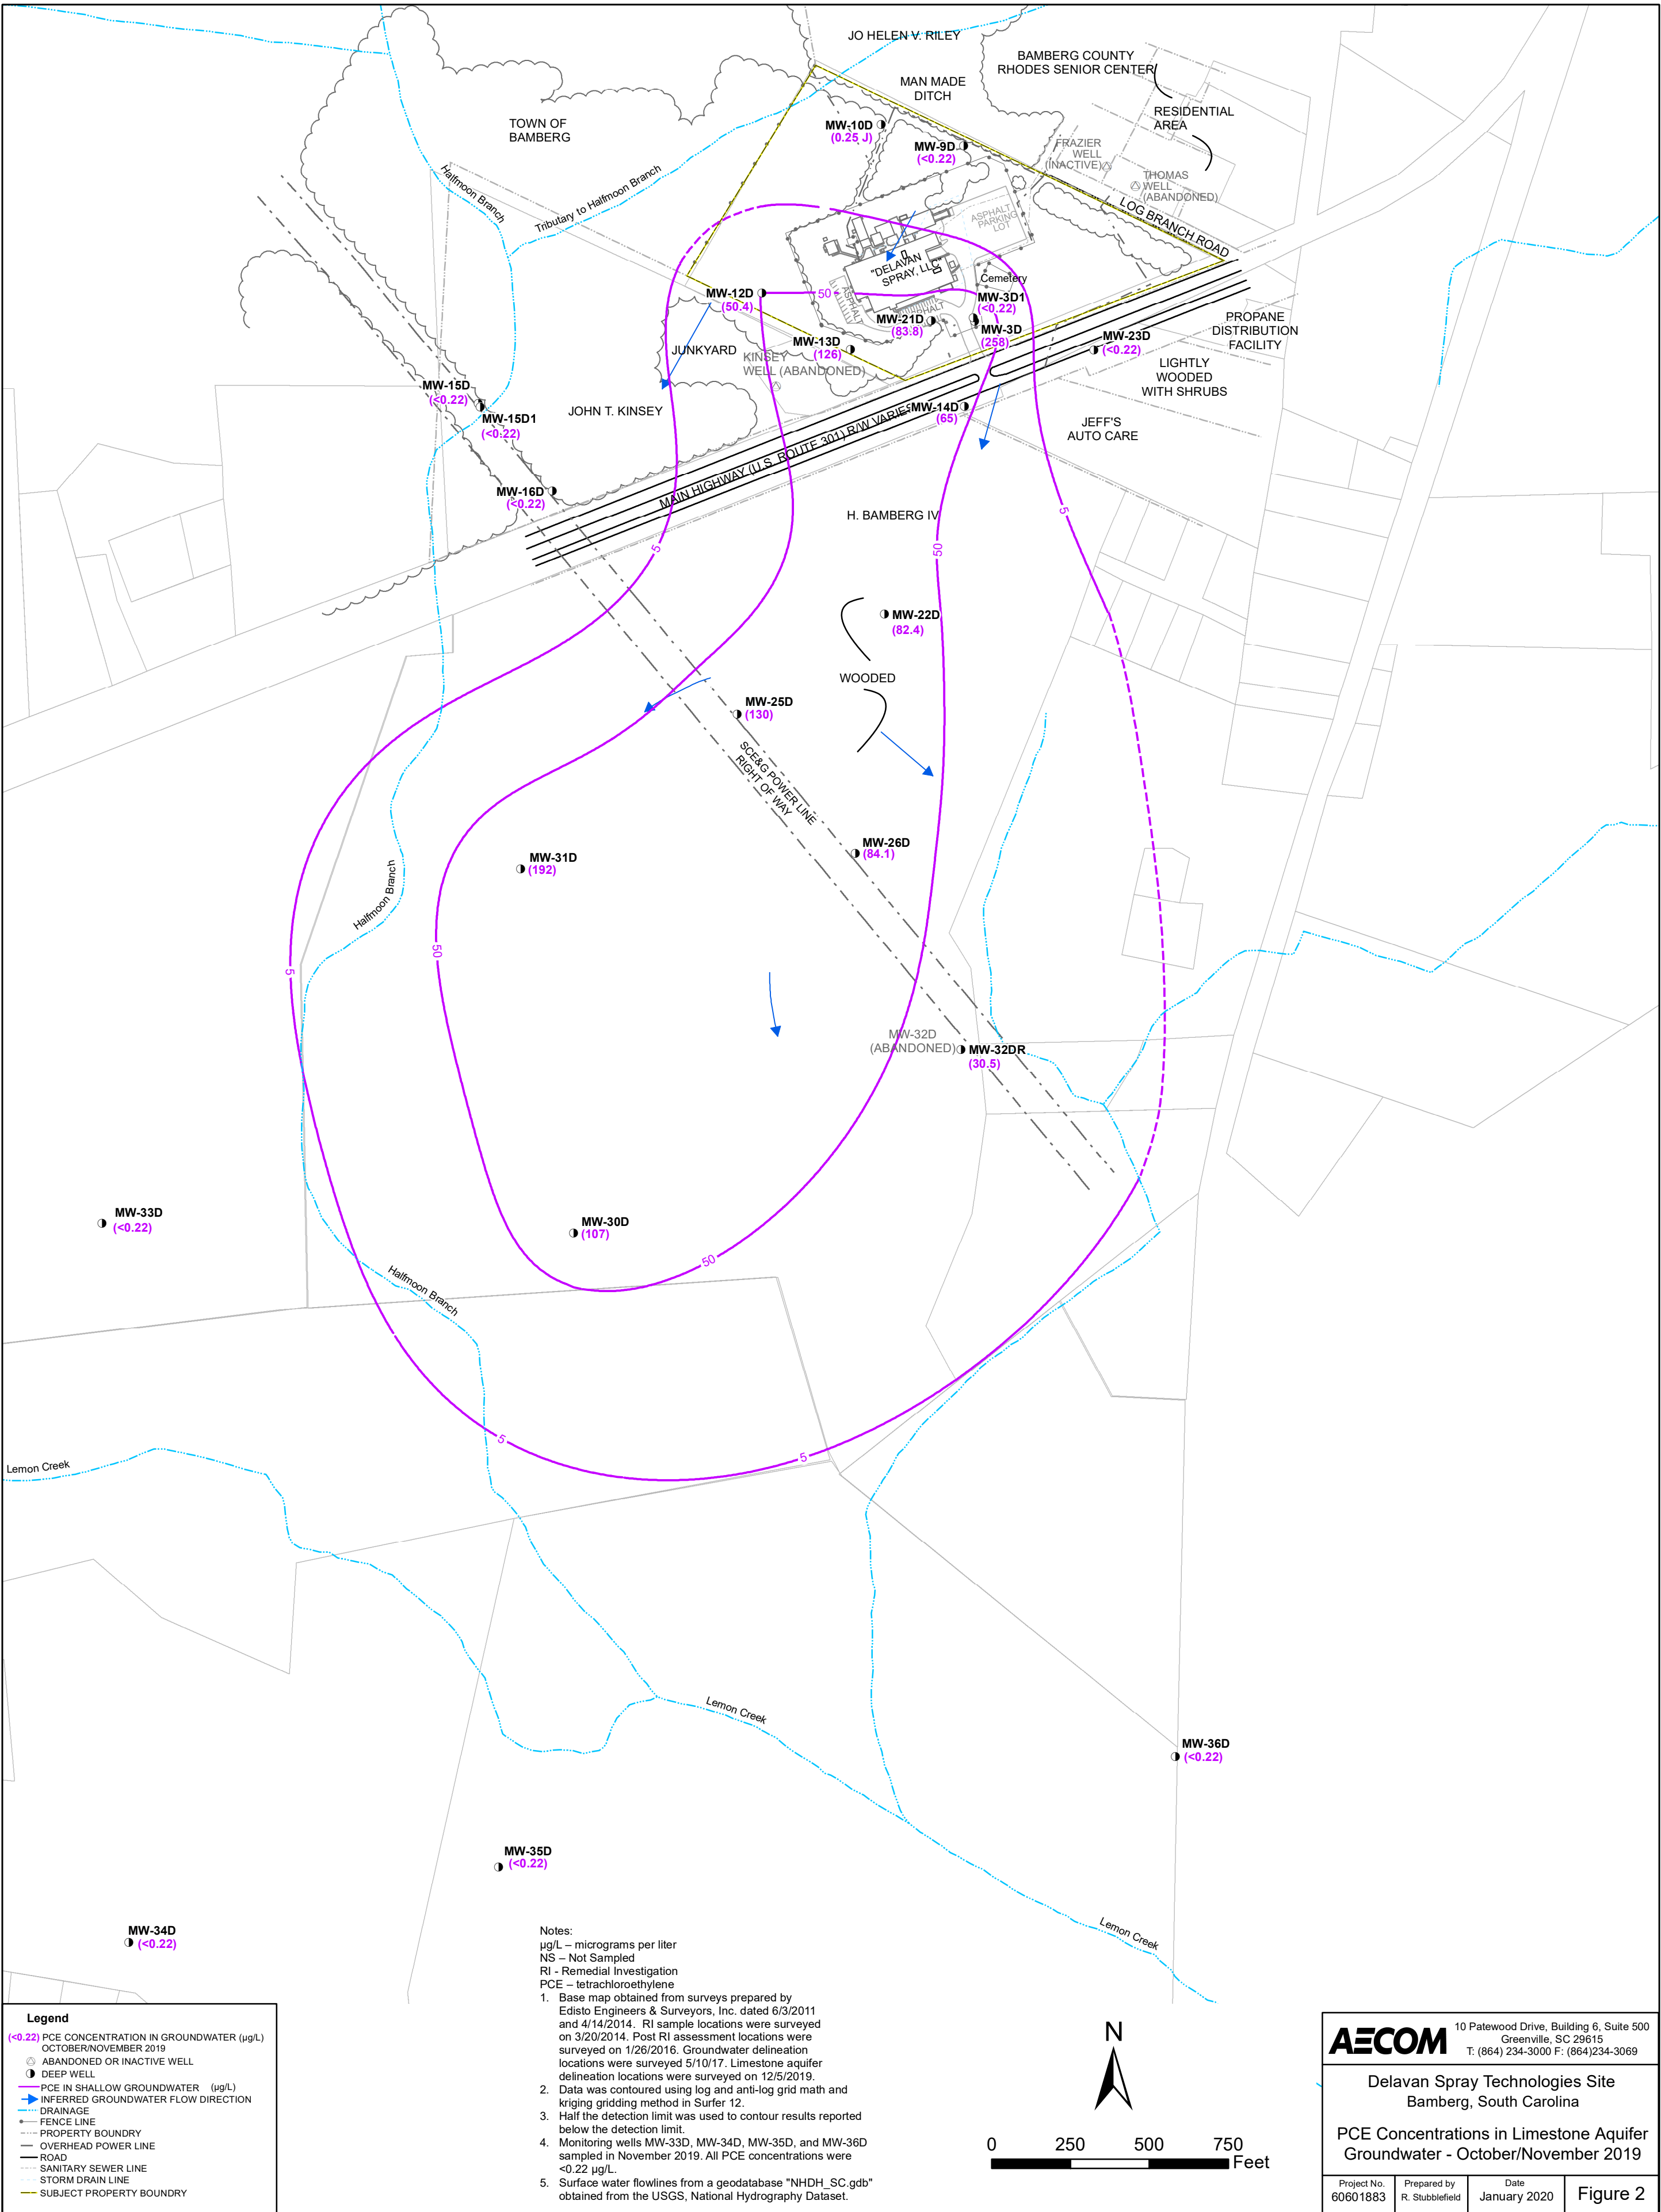 JO HELEN V. RILEY
BAMBERG COUNTY
RHODES SENIOR CENTER
MAN MADE
DITCH
RESIDENTIAL
AREA
TOWN OF
BAMBERG
MW-10D
(0.25 J)
MW-9D
(<0.22)
FRAZIER
WELL
(INACTIVE)
THOMAS
WELL
(ABANDONED)
LOG BRANCH ROAD
Halfmoon Branch
Tributary to Halfmoon Branch
ASPHALT
PARKING
LOT
"DELAVAN
SPRAY, LLC"
Cemetery
ASPHALT
ASPHALT
MW-12D
(50.4)
50
MW-3D1
(<0.22)
MW-21D
(83.8)
MW-3D
(258)
MW-13D
(126)
MW-23D
(<0.22)
PROPANE
DISTRIBUTION
FACILITY
JUNKYARD
KINSEY
WELL (ABANDONED)
LIGHTLY
WOODED
WITH SHRUBS
MW-15D
(<0.22)
MW-15D1
(<0.22)
JOHN T. KINSEY
MW-14D
(65)
JEFF'S
AUTO CARE
MAIN HIGHWAY (U.S. ROUTE 301) R/W VARIES
MW-16D
(<0.22)
H. BAMBERG IV
5
5
50
MW-22D
(82.4)
WOODED
MW-25D
(130)
SCE&G POWER LINE
RIGHT OF WAY
MW-26D
(84.1)
MW-31D
(192)
Halfmoon Branch
50
5
MW-32D
(ABANDONED)
MW-32DR
(30.5)
MW-33D
(<0.22)
MW-30D
(107)
50
Halfmoon Branch
5
5
Lemon Creek
Lemon Creek
MW-36D
(<0.22)
MW-35D
(<0.22)
MW-34D
(<0.22)
Lemon Creek
Notes:
µg/L – micrograms per liter
NS – Not Sampled
RI - Remedial Investigation
PCE – tetrachloroethylene
1. Base map obtained from surveys prepared by
Edisto Engineers & Surveyors, Inc. dated 6/3/2011
and 4/14/2014. RI sample locations were surveyed
on 3/20/2014. Post RI assessment locations were
surveyed on 1/26/2016. Groundwater delineation
locations were surveyed 5/10/17. Limestone aquifer
delineation locations were surveyed on 12/5/2019.
2. Data was contoured using log and anti-log grid math and
kriging gridding method in Surfer 12.
3. Half the detection limit was used to contour results reported
below the detection limit.
4. Monitoring wells MW-33D, MW-34D, MW-35D, and MW-36D
sampled in November 2019. All PCE concentrations were
<0.22 µg/L.
5. Surface water flowlines from a geodatabase "NHDH_SC.gdb"
obtained from the USGS, National Hydrography Dataset.
Legend
(<0.22) PCE CONCENTRATION IN GROUNDWATER (µg/L)
OCTOBER/NOVEMBER 2019
ABANDONED OR INACTIVE WELL
DEEP WELL
PCE IN SHALLOW GROUNDWATER (µg/L)
INFERRED GROUNDWATER FLOW DIRECTION
DRAINAGE
FENCE LINE
PROPERTY BOUNDRY
OVERHEAD POWER LINE
ROAD
SANITARY SEWER LINE
STORM DRAIN LINE
SUBJECT PROPERTY BOUNDRY
N
0 250 500 750
Feet
AECOM
10 Patewood Drive, Building 6, Suite 500
Greenville, SC 29615
T: (864) 234-3000 F: (864)234-3069
Delavan Spray Technologies Site
Bamberg, South Carolina
PCE Concentrations in Limestone Aquifer
Groundwater - October/November 2019
Project No.
60601883
Prepared by
R. Stubblefield
Date
January 2020
Figure 2